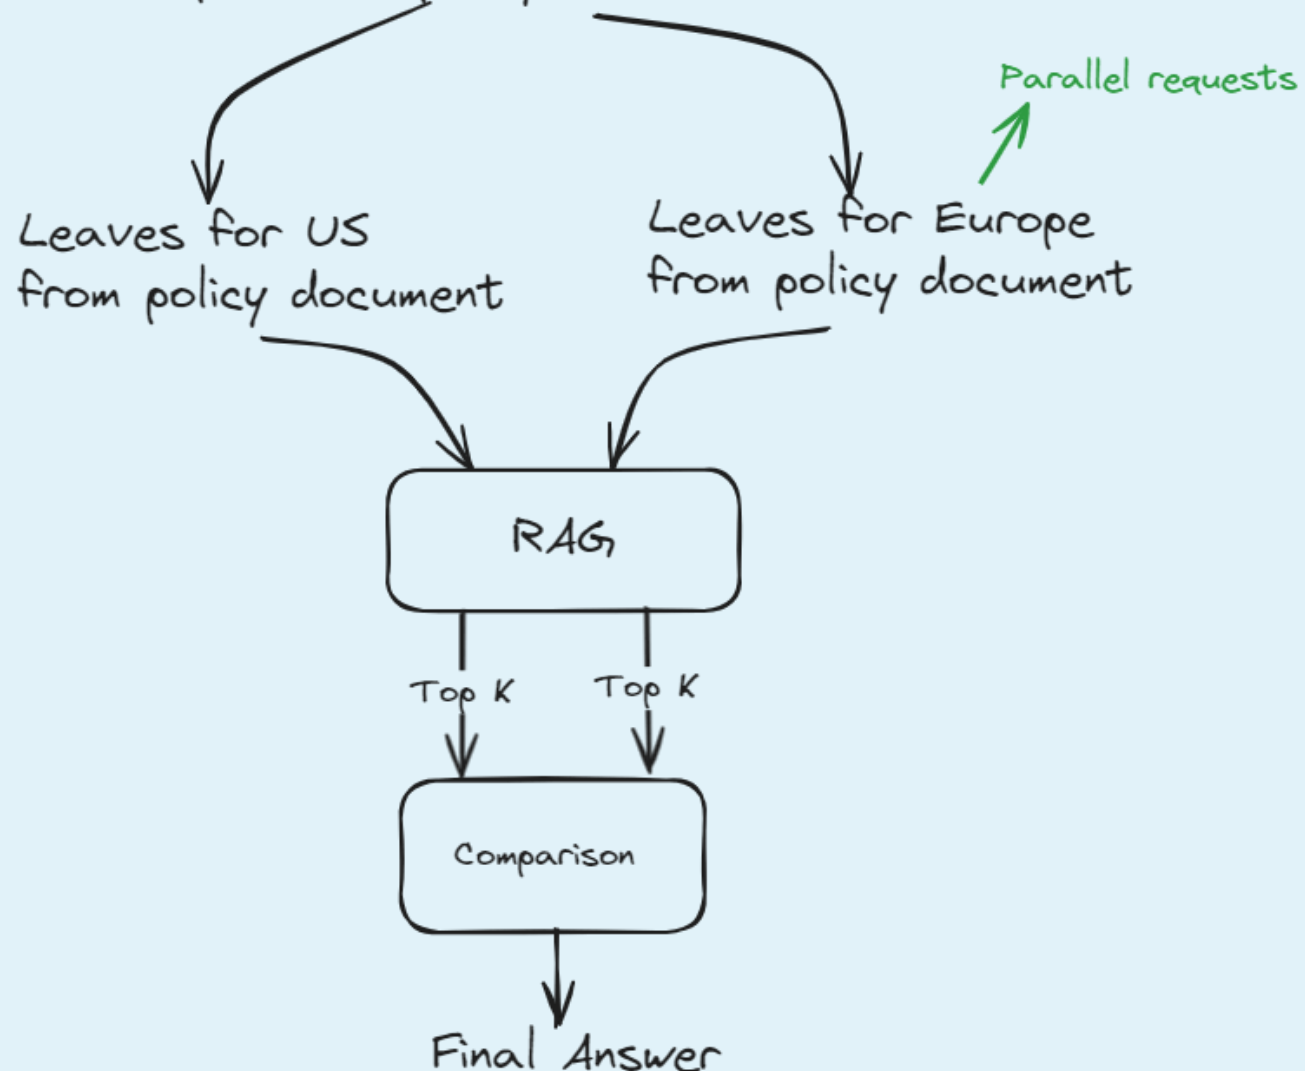 Parallel requests
Leaves for US
from policy document
Leaves for Europe
from policy document
RAG
Top K
Top K
Comparison
Final Answer